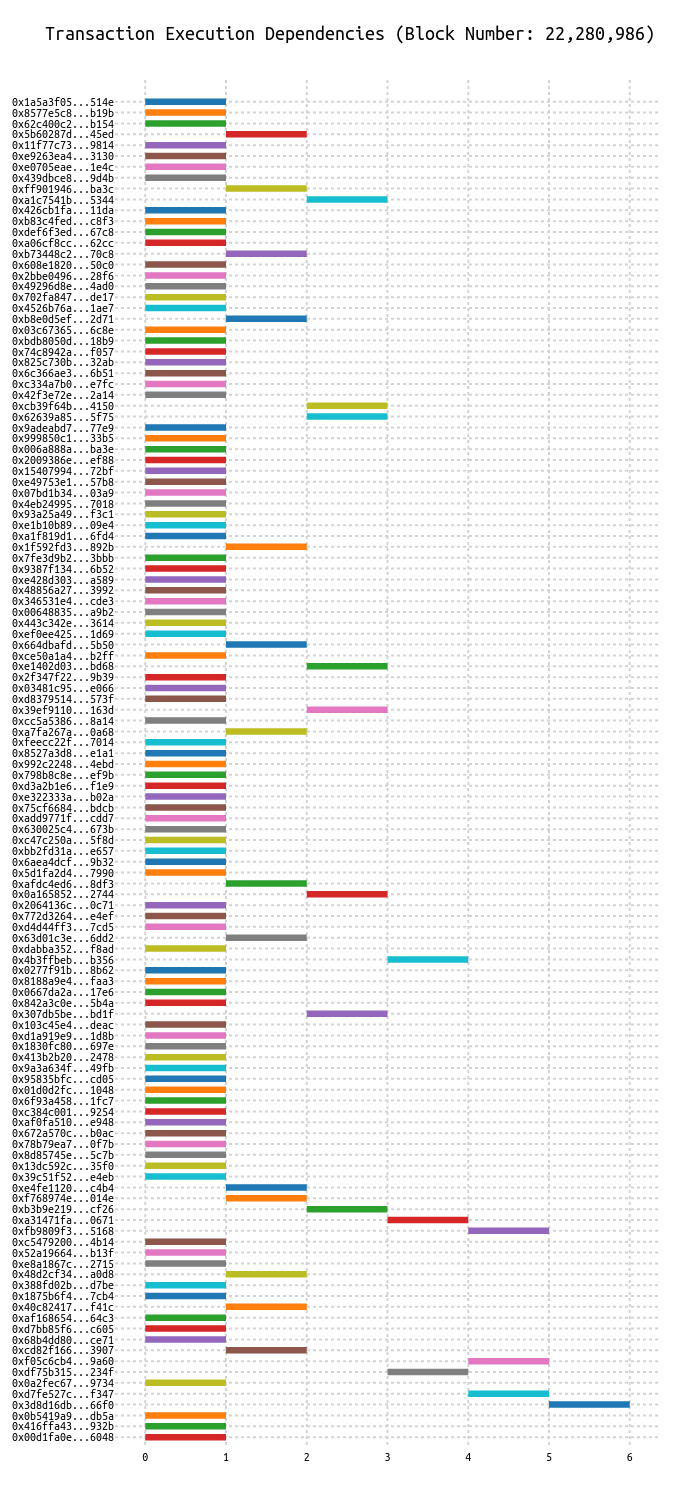 Transaction Execution Dependencies (Block Number: 22,280,986)
0x1a5a3f05...514e
0x8577e5c8...b19b
0x62c400c2...b154
0x5b60287d...45ed
0x11f77c73...9814
0xe9263ea4...3130
0xe0705eae...1e4c
0x439dbce8...9d4b
0xff901946...ba3c
0xa1c7541b...5344
0x426cb1fa...11da
0xb83c4fed...c8f3
0xdef6f3ed...67c8
0xa06cf8cc...62cc
0xb73448c2...70c8
0x608e1820...50c0
0x2bbe0496...28f6
0x49296d8e...4ad0
0x702fa847...de17
0x4526b76a...1ae7
0xb8e0d5ef...2d71
0x03c67365...6c8e
0xbdb8050d...18b9
0x74c8942a...f057
0x825c730b...32ab
0x6c366ae3...6b51
0xc334a7b0...e7fc
0x42f3e72e...2a14
0xcb39f64b...4150
0x62639a85...5f75
0x9adeabd7...77e9
0x999850c1...33b5
0x006a888a...ba3e
0x2009386e...ef88
0x15407994...72bf
0xe49753e1...57b8
0x07bd1b34...03a9
0x4eb24995...7018
0x93a25a49...f3c1
0xe1b10b89...09e4
0xa1f819d1...6fd4
0x1f592fd3...892b
0x7fe3d9b2...3bbb
0x9387f134...6b52
0xe428d303...a589
0x48856a27...3992
0x346531e4...cde3
0x00648835...a9b2
0x443c342e...3614
0xef0ee425...1d69
0x664dbafd...5b50
0xce50a1a4...b2ff
0xe1402d03...bd68
0x2f347f22...9b39
0x03481c95...e066
0xd8379514...573f
0x39ef9110...163d
0xcc5a5386...8a14
0xa7fa267a...0a68
0xfeecc22f...7014
0x8527a3d8...e1a1
0x992c2248...4ebd
0x798b8c8e...ef9b
0xd3a2b1e6...f1e9
0xe322333a...b02a
0x75cf6684...bdcb
0xadd9771f...cdd7
0x630025c4...673b
0xc47c250a...5f8d
0xbb2fd31a...e657
0x6aea4dcf...9b32
0x5d1fa2d4...7990
0xafdc4ed6...8df3
0x0a165852...2744
0x2064136c...0c71
0x772d3264...e4ef
0xd4d44ff3...7cd5
0x63d01c3e...6dd2
0xdabba352...f8ad
0x4b3ffbeb...b356
0x0277f91b...8b62
0x8188a9e4...faa3
0x0667da2a...17e6
0x842a3c0e...5b4a
0x307db5be...bd1f
0x103c45e4...deac
0xd1a919e9...1d8b
0x1830fc80...697e
0x413b2b20...2478
0x9a3a634f...49fb
0x95835bfc...cd05
0x01d0d2fc...1048
0x6f93a458...1fc7
0xc384c001...9254
0xaf0fa510...e948
0x672a570c...b0ac
0x78b79ea7...0f7b
0x8d85745e...5c7b
0x13dc592c...35f0
0x39c51f52...e4eb
0xe4fe1120...c4b4
0xf768974e...014e
0xb3b9e219...cf26
0xa31471fa...0671
0xfb9809f3...5168
0xc5479200...4b14
0x52a19664...b13f
0xe8a1867c...2715
0x48d2cf34...a0d8
0x388fd02b...d7be
0x1875b6f4...7cb4
0x40c82417...f41c
0xaf168654...64c3
0xd7bb85f6...c605
0x68b4dd80...ce71
0xcd82f166...3907
0xf05c6cb4...9a60
0xdf75b315...234f
0x0a2fec67...9734
0xd7fe527c...f347
0x3d8d16db...66f0
0x0b5419a9...db5a
0x416ffa43...932b
0x00d1fa0e...6048
0 1 2 3 4 5 6